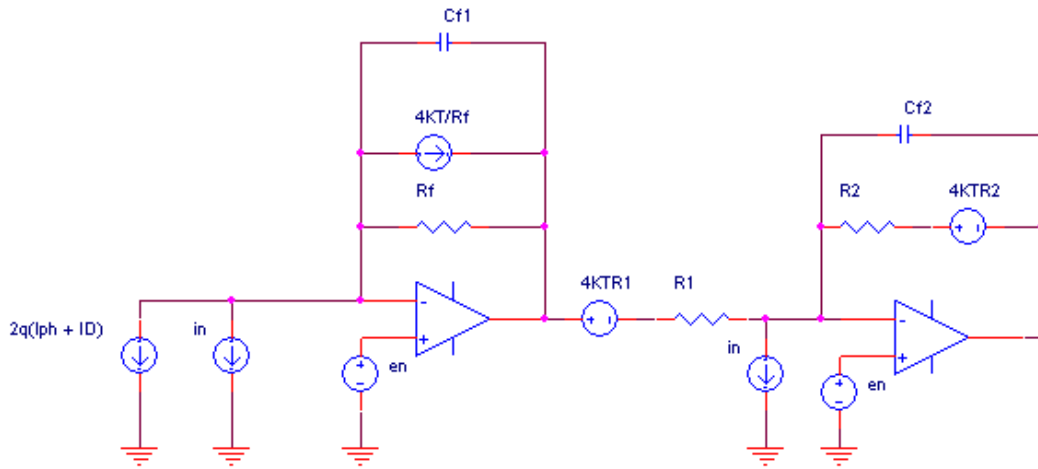 Cf1
4KT/Rf
Cf2
Rf
R2
4KTR2
4KTR1
R1
2q(Iph + ID)
in
en
in
en